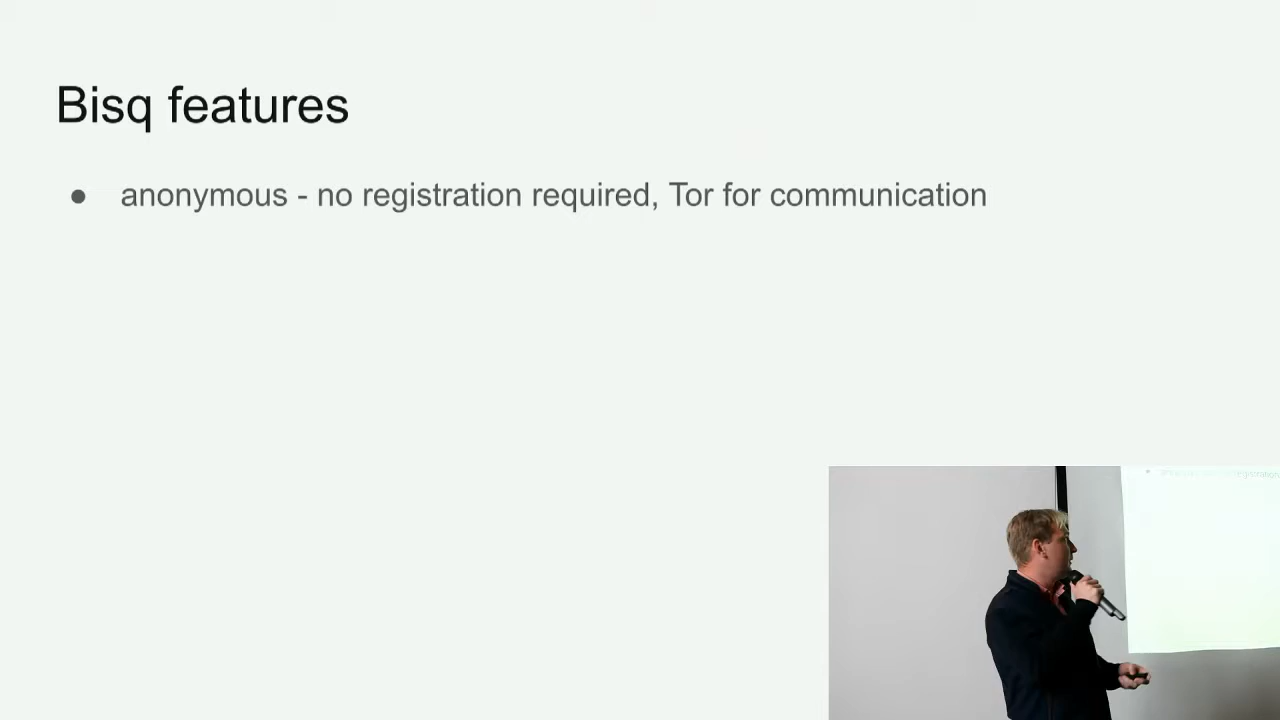 Bisq features
● anonymous - no registration required, Tor for communication